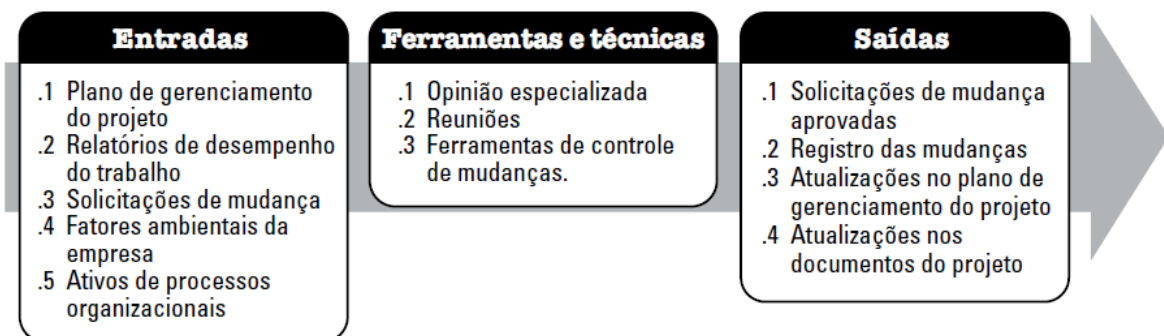 Entradas
.1 Plano de gerenciamento
do projeto
.2 Relatórios de desempenho
do trabalho
.3 Solicitações de mudança
.4 Fatores ambientais da
empresa
.5 Ativos de processos
organizacionais
Ferramentas e técnicas
.1 Opinião especializada
.2 Reuniões
.3 Ferramentas de controle
de mudanças.
Saídas
.1 Solicitações de mudança
aprovadas
.2 Registro das mudanças
.3 Atualizações no plano de
gerenciamento do projeto
.4 Atualizações nos
documentos do projeto